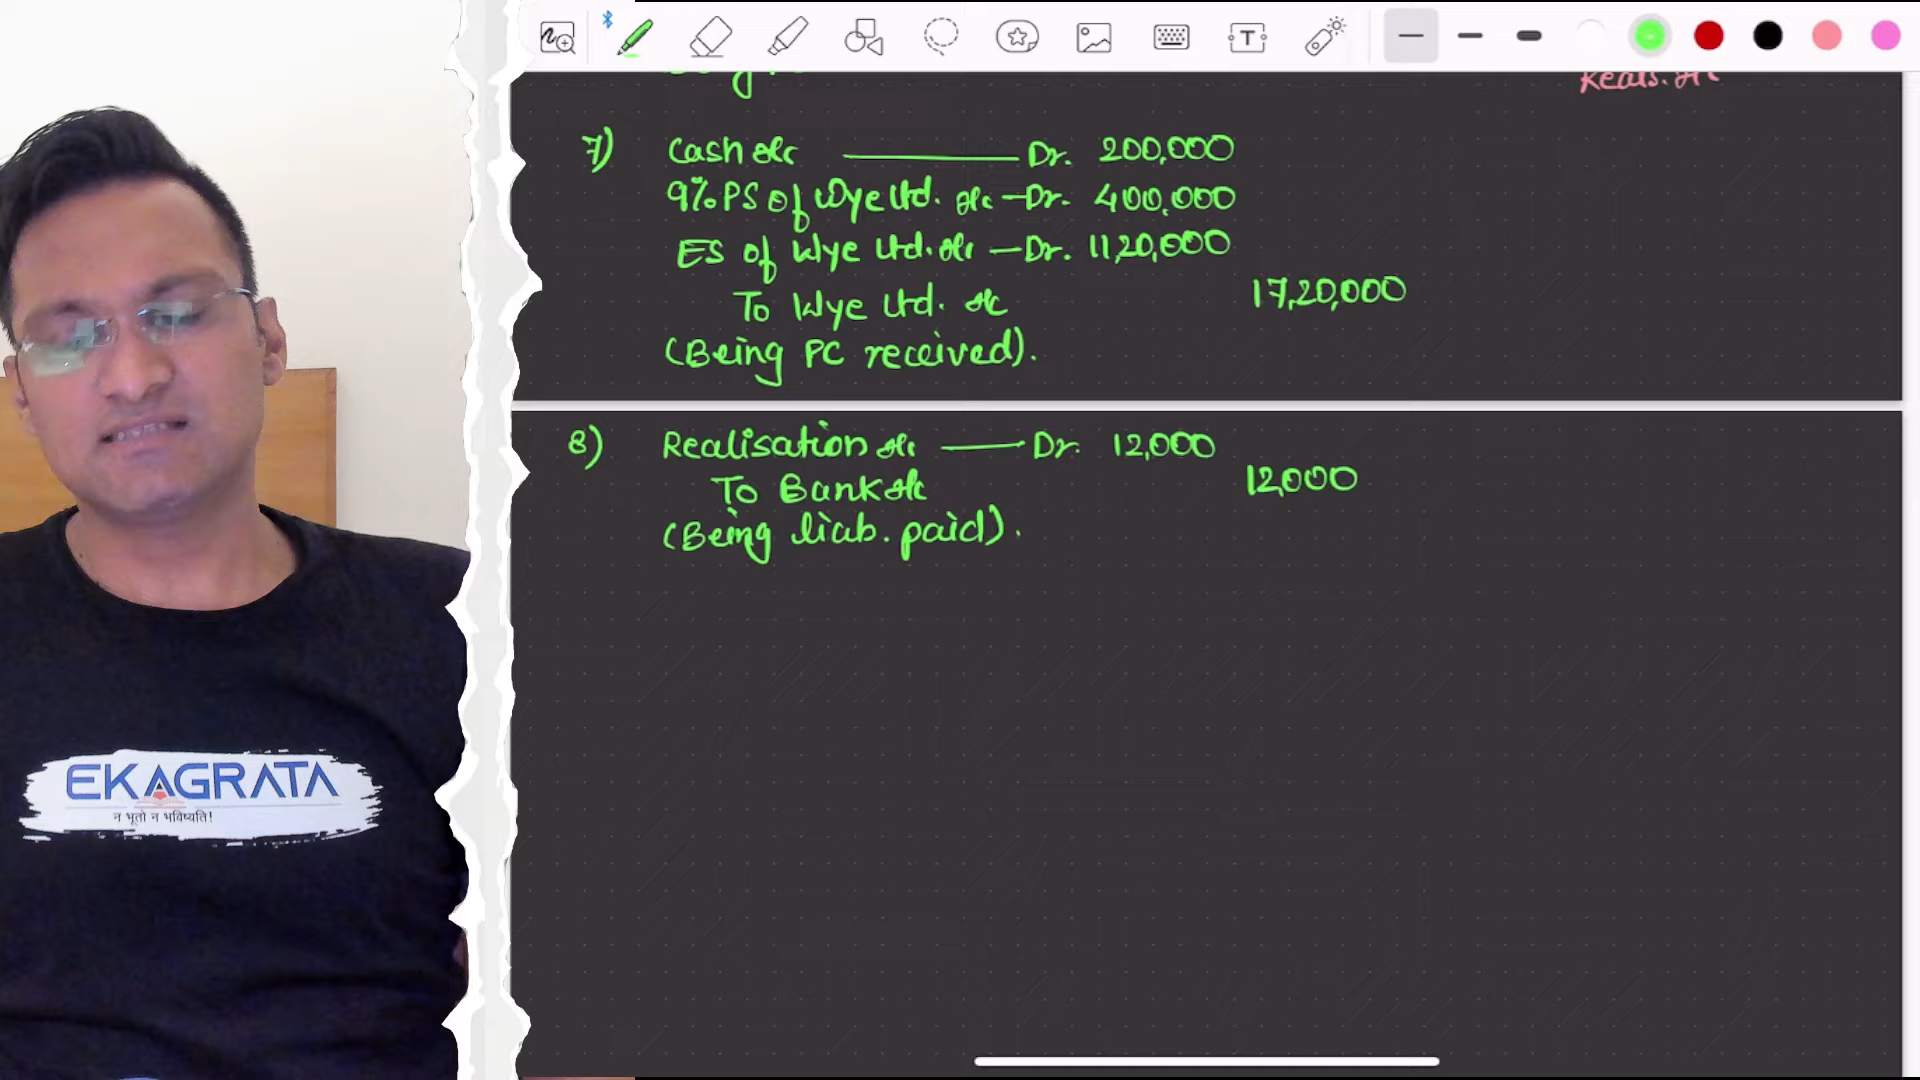 Reals. A/c
7) Cash A/c ——— Dr. 200,000
9% PS of Wye Ltd. A/c — Dr. 400,000
ES of Wye Ltd. A/c — Dr. 11,20,000
To Wye Ltd. A/c 17,20,000
(Being PC received).
8) Realisation A/c —— Dr. 12,000
To Bank A/c 12,000
(Being liab. paid).
EKAGRATA
न भूतो न भविष्यति!